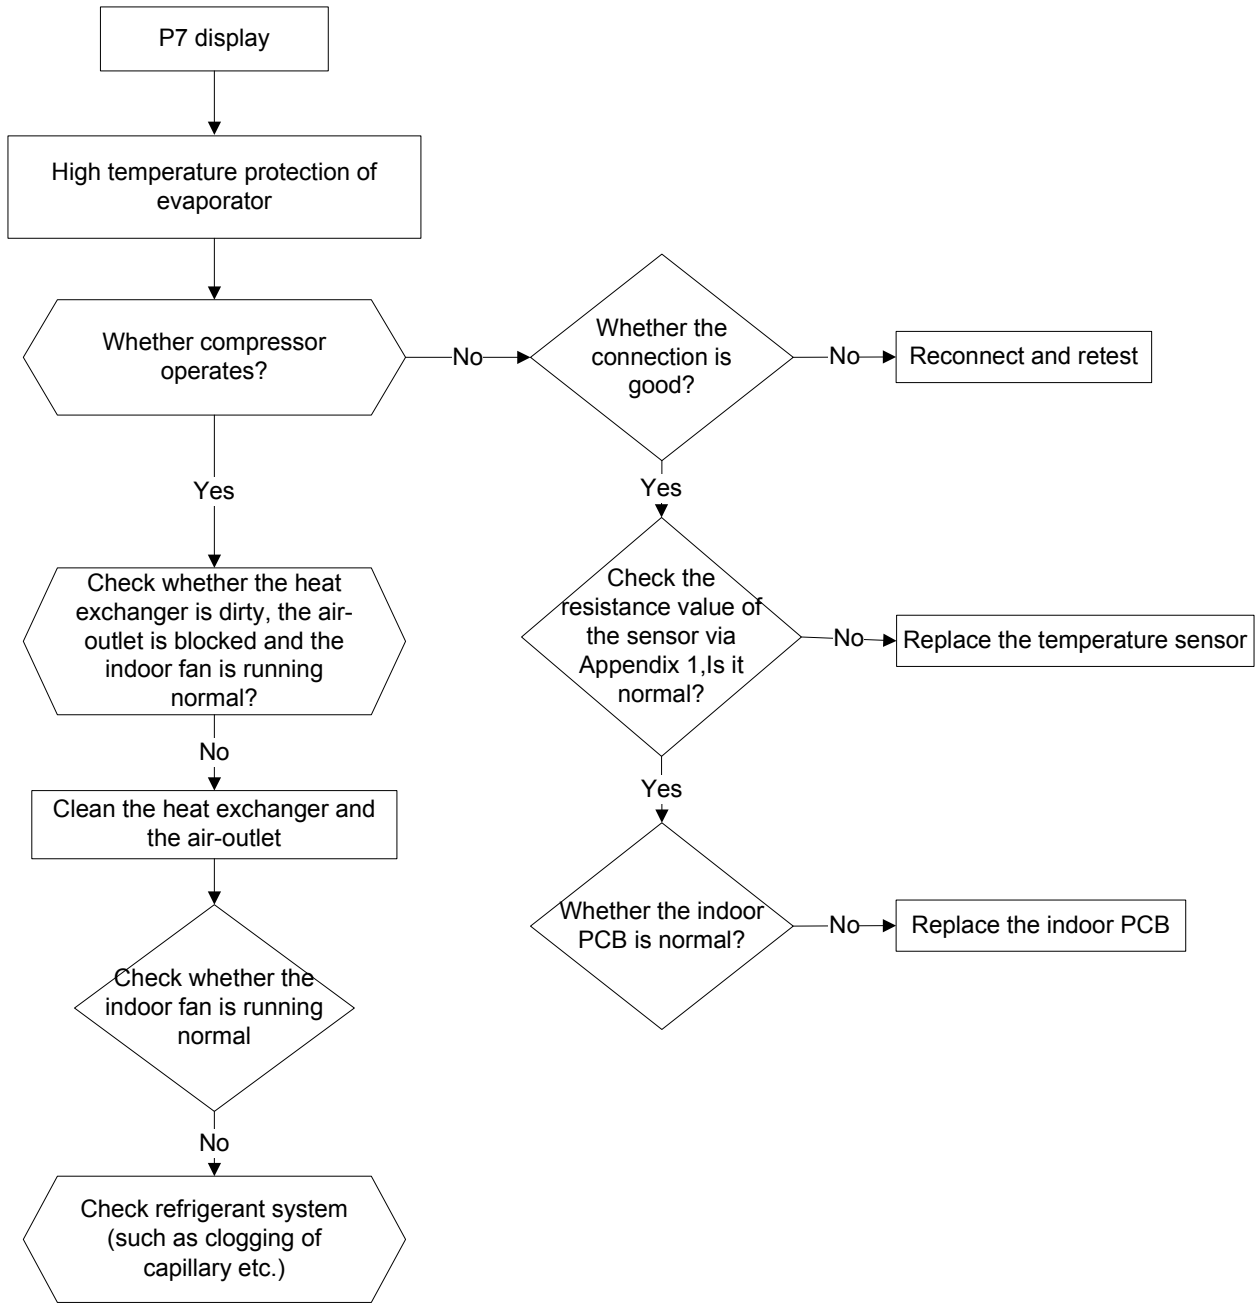 P7 display
High temperature protection of
evaporator
Whether compressor
operates?
No
Whether the
connection is
good?
No
Reconnect and retest
Yes
Yes
Check whether the heat
exchanger is dirty, the air-
outlet is blocked and the
indoor fan is running
normal?
Check the
resistance value of
the sensor via
Appendix 1,Is it
normal?
No
Replace the temperature sensor
No
Yes
Clean the heat exchanger and
the air-outlet
Whether the indoor
PCB is normal?
No
Replace the indoor PCB
Check whether the
indoor fan is running
normal
No
Check refrigerant system
(such as clogging of
capillary etc.)